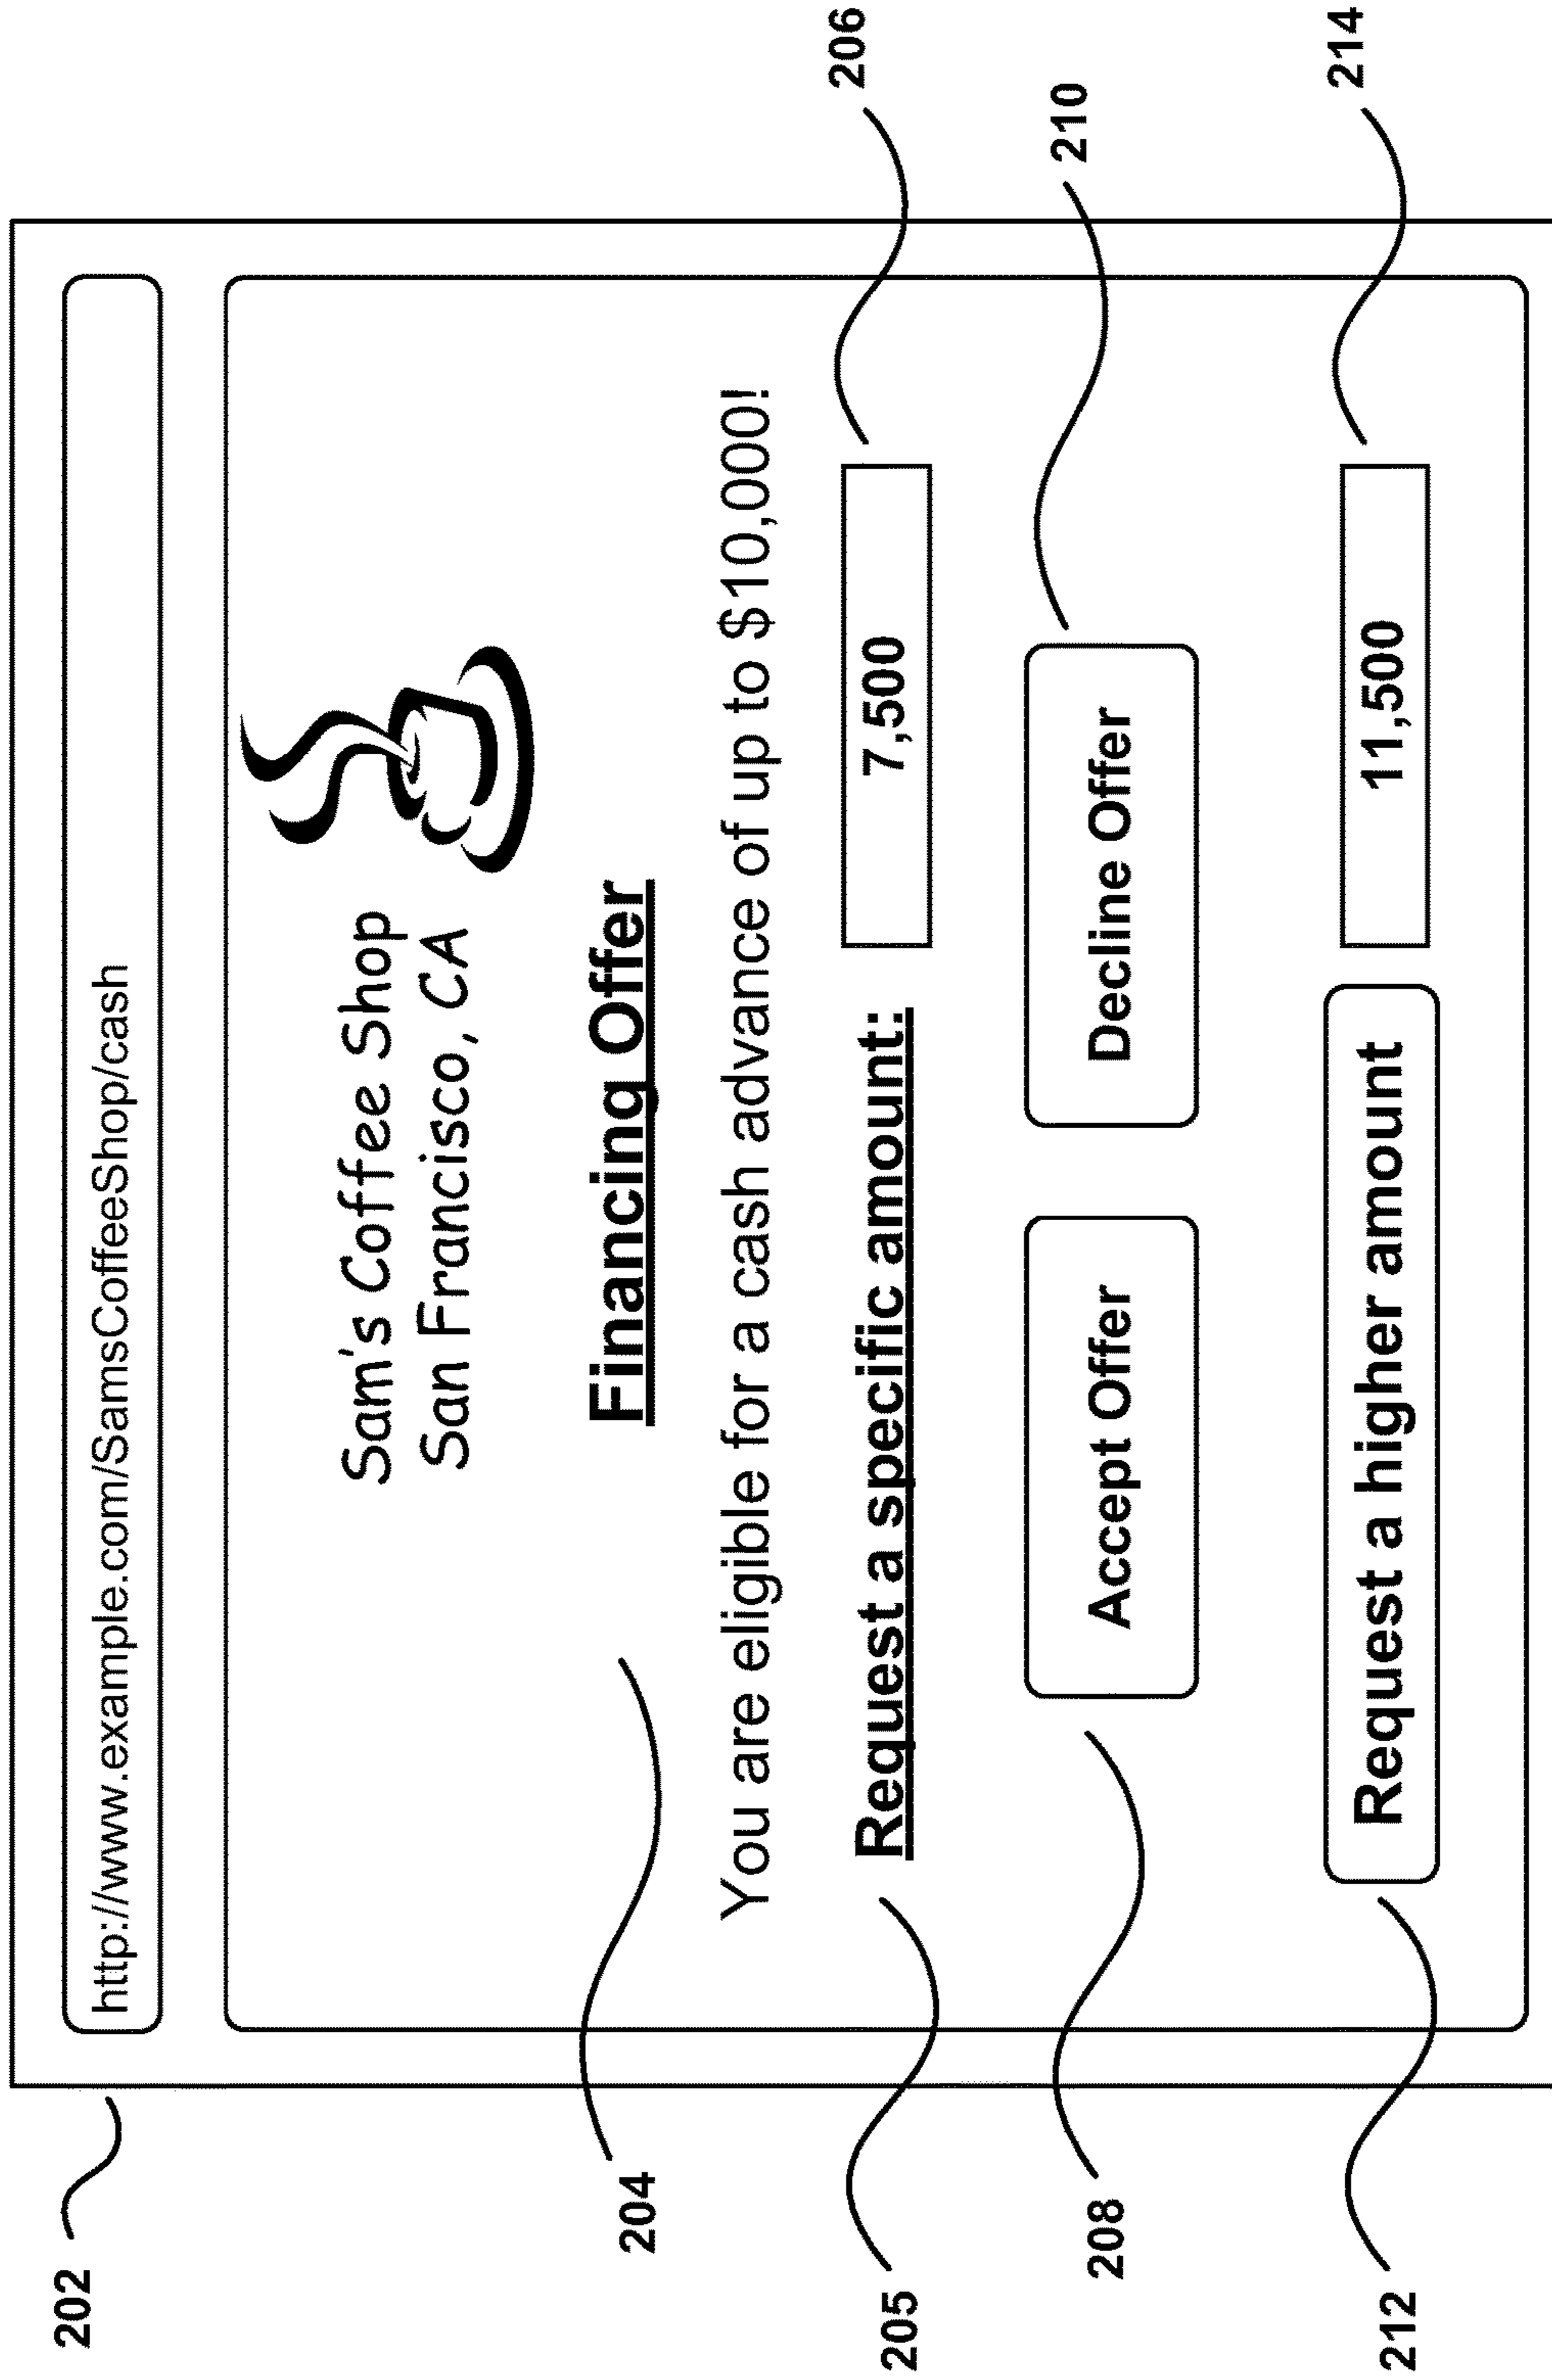 202
http://www.example.com/SamsCoffeeShop/cash
Sam's Coffee Shop
San Francisco, CA
204
Financing Offer
You are eligible for a cash advance of up to $10,000!
205
Request a specific amount:
7,500
206
208
Accept Offer
Decline Offer
210
212
Request a higher amount
11,500
214